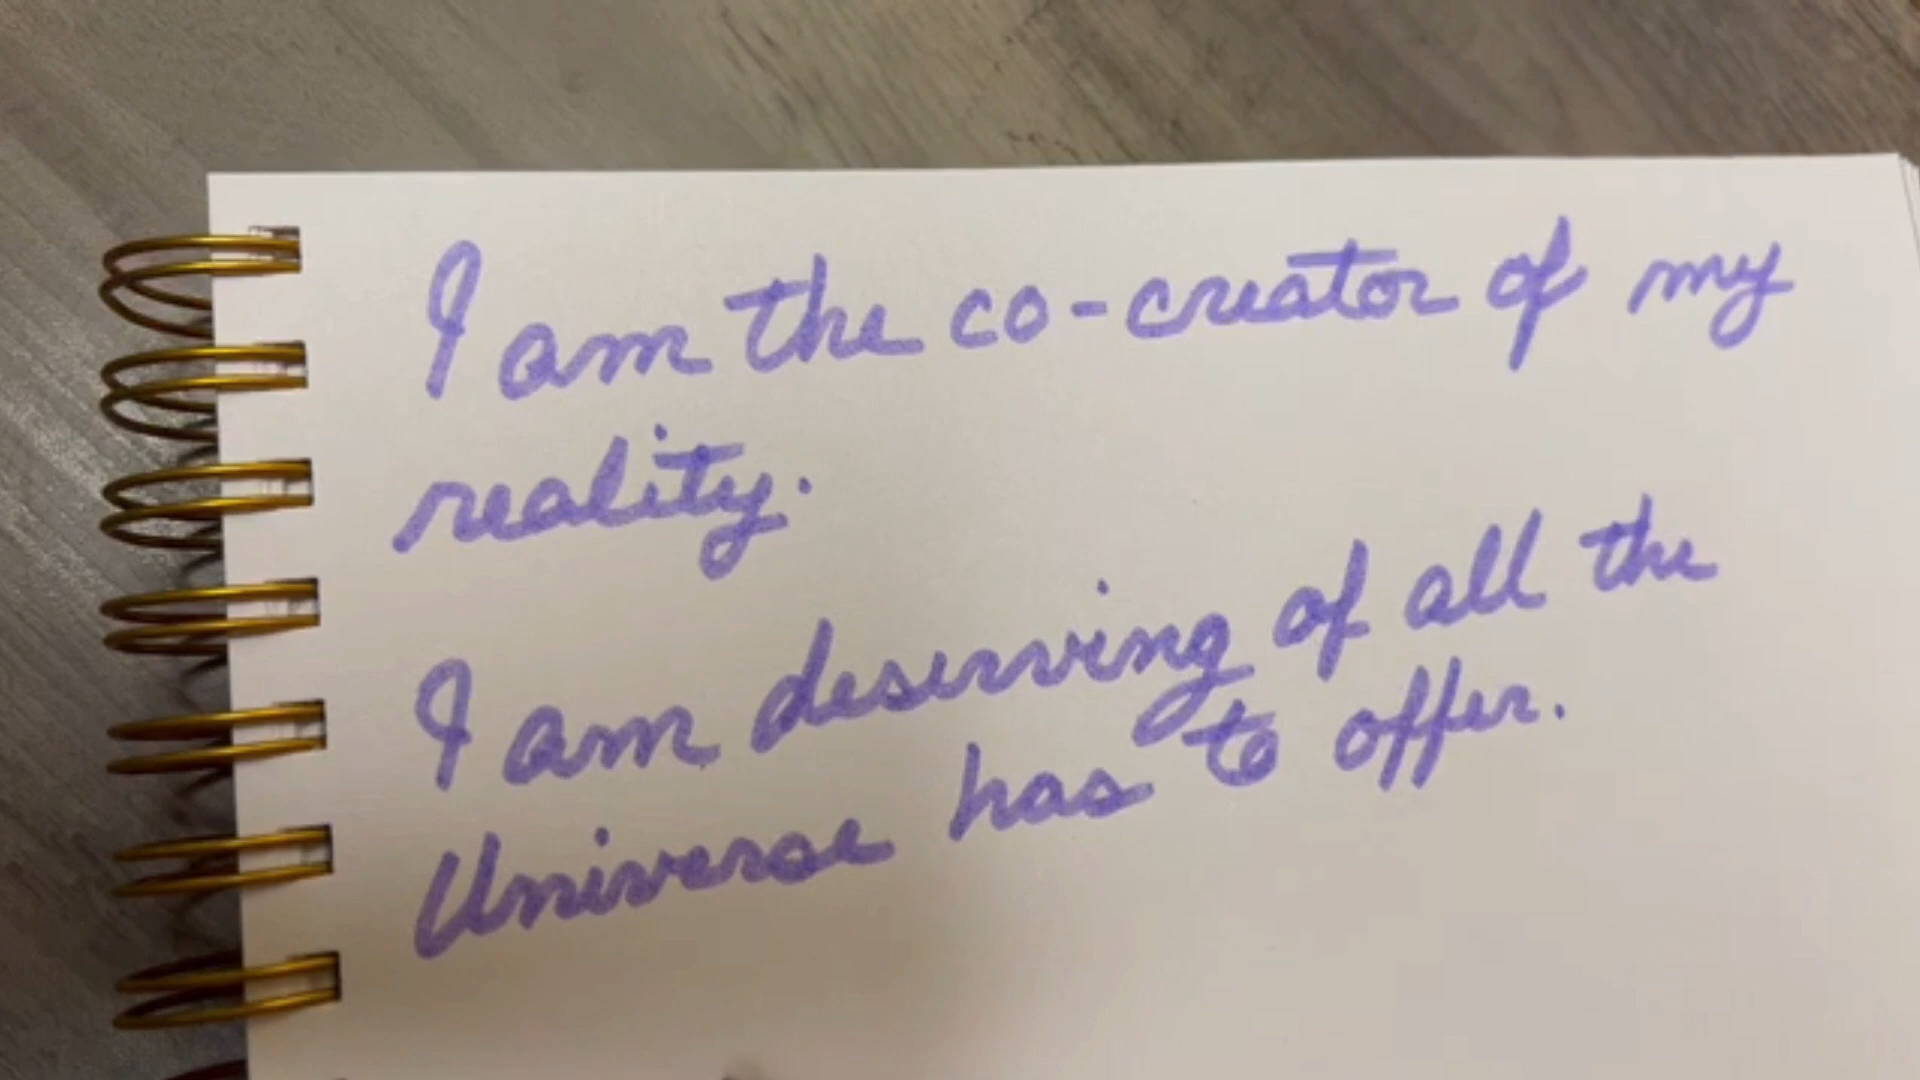 I am the co-creator of my
reality.
I am deserving of all the
Universe has to offer.